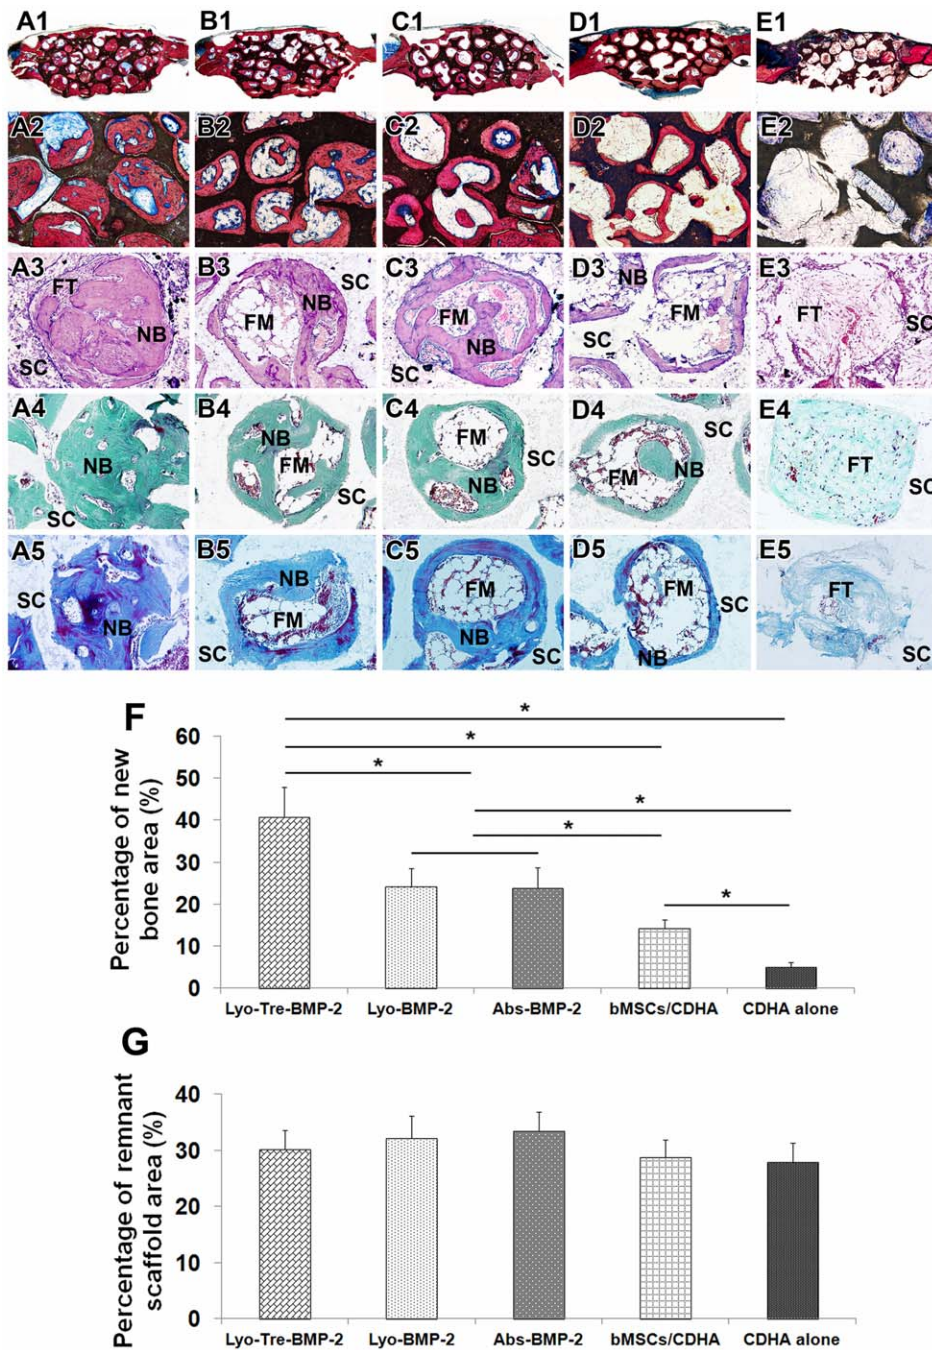 A1 B1 C1 D1 E1
A2 B2 C2 D2 E2
A3 B3 C3 D3 E3
FT NB SC
SC NB FM
FM NB SC
NB FM SC
FT SC
A4 B4 C4 D4 E4
NB SC
NB FM SC
FM NB SC
SC FM NB
FT SC
A5 B5 C5 D5 E5
SC NB
NB FM SC
FM NB SC
FM SC NB
FT SC
F
Percentage of new
bone area (%)
60
50
40
30
20
10
0
*
*
*
*
*
*
Lyo-Tre-BMP-2 Lyo-BMP-2 Abs-BMP-2 bMSCs/CDHA CDHA alone
G
Percentage of remnant
scaffold area (%)
40
30
20
10
0
Lyo-Tre-BMP-2 Lyo-BMP-2 Abs-BMP-2 bMSCs/CDHA CDHA alone